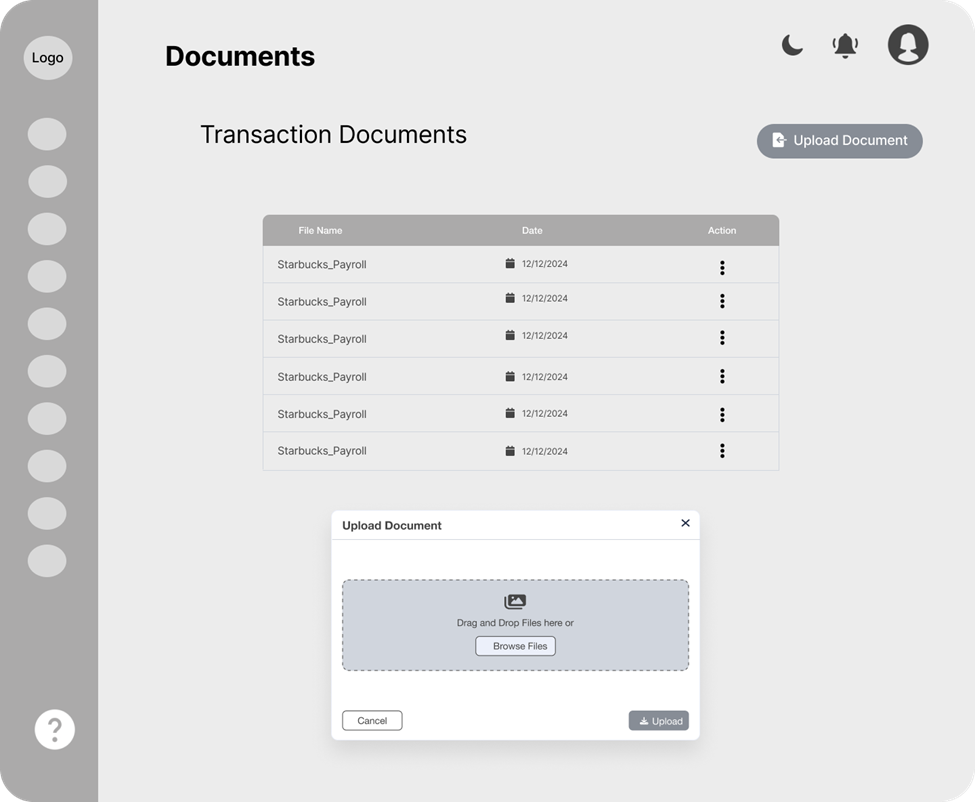 Logo
Documents
Transaction Documents
Upload Document
File Name Date Action
Starbucks_Payroll 12/12/2024
Starbucks_Payroll 12/12/2024
Starbucks_Payroll 12/12/2024
Starbucks_Payroll 12/12/2024
Starbucks_Payroll 12/12/2024
Starbucks_Payroll 12/12/2024
Upload Document
Drag and Drop Files here or
Browse Files
Cancel Upload
?